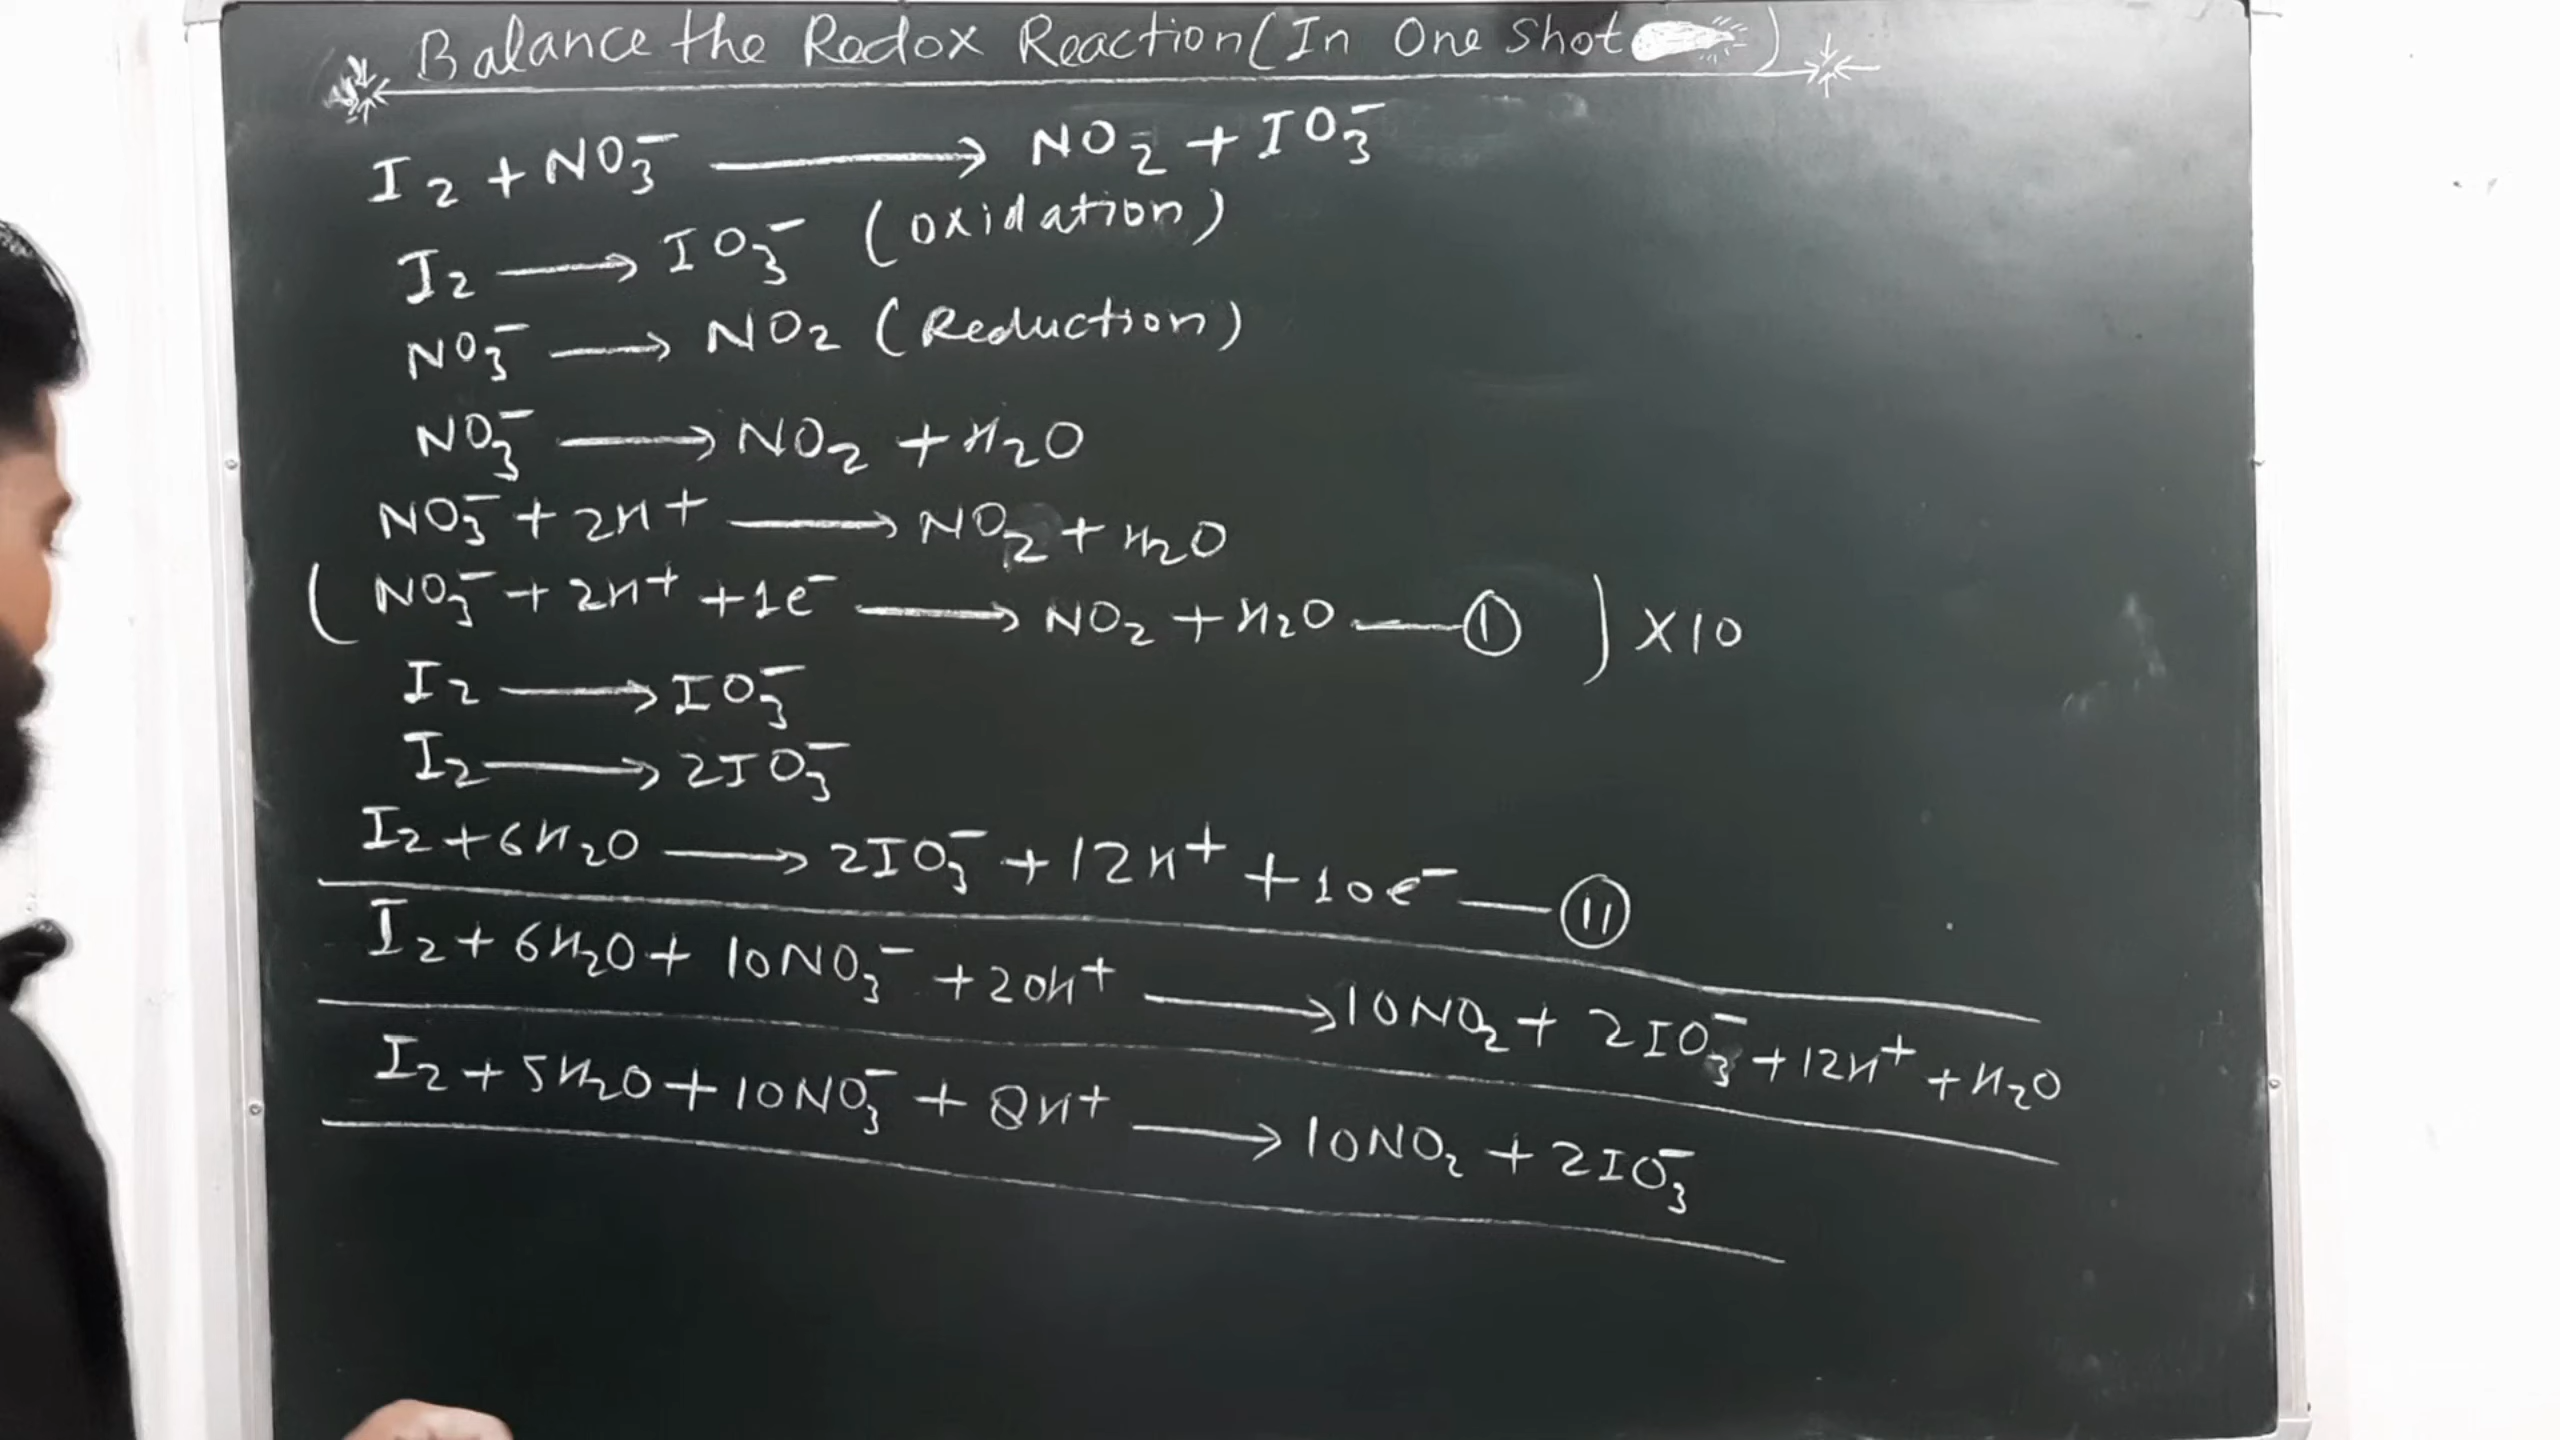 Balance the Redox Reaction (In One Shot)
I₂ + NO₃⁻ ⟶ NO₂ + IO₃⁻
I₂ ⟶ IO₃⁻ (oxidation)
NO₃⁻ ⟶ NO₂ (Reduction)
NO₃⁻ ⟶ NO₂ + H₂O
NO₃⁻ + 2H⁺ ⟶ NO₂ + H₂O
( NO₃⁻ + 2H⁺ + 1e⁻ ⟶ NO₂ + H₂O — Ⓘ ) × 10
I₂ ⟶ IO₃⁻
I₂ ⟶ 2IO₃⁻
I₂ + 6H₂O ⟶ 2IO₃⁻ + 12H⁺ + 10e⁻ — (II)
I₂ + 6H₂O + 10NO₃⁻ + 20H⁺ ⟶ 10NO₂ + 2IO₃⁻ + 12H⁺ + H₂O
I₂ + 5H₂O + 10NO₃⁻ + 8H⁺ ⟶ 10NO₂ + 2IO₃⁻